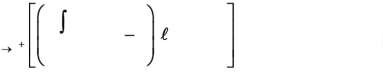 → + [ ( ∫ − ) ℓ ]